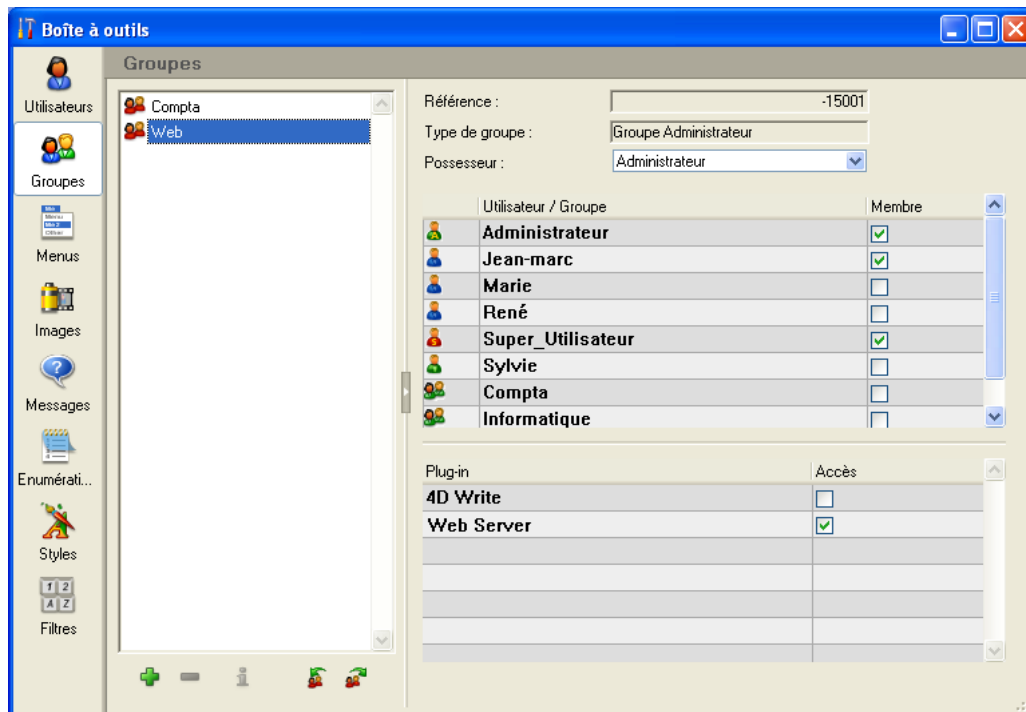 Boîte à outils
Utilisateurs
Groupes
Menus
Images
Messages
Enumérati...
Styles
Filtres
Groupes
Compta
Web
Référence : -15001
Type de groupe : Groupe Administrateur
Possesseur : Administrateur
Utilisateur / Groupe Membre
Administrateur
Jean-marc
Marie
René
Super_Utilisateur
Sylvie
Compta
Informatique
Plug-in Accès
4D Write
Web Server